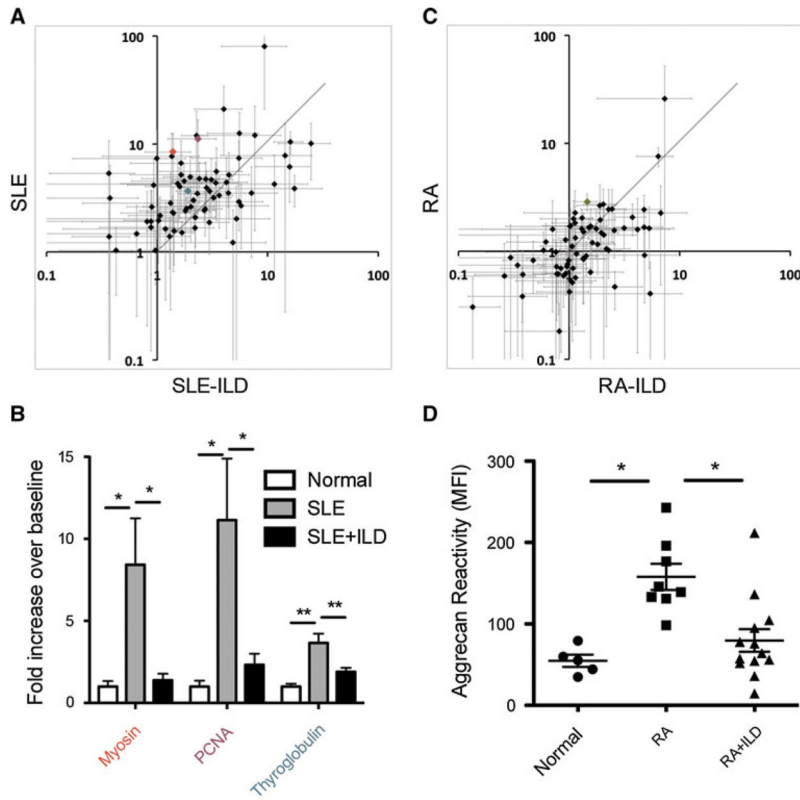 A
SLE
100
10
1
0.1
0.1
1
10
100
SLE-ILD
C
RA
100
10
1
0.1
0.1
1
10
100
RA-ILD
B
Fold increase over baseline
15
10
5
0
* *
* *
** **
Normal
SLE
SLE+ILD
Myosin
PCNA
Thyroglobulin
D
Aggrecan Reactivity (MFI)
300
200
100
0
* *
Normal
RA
RA+ILD